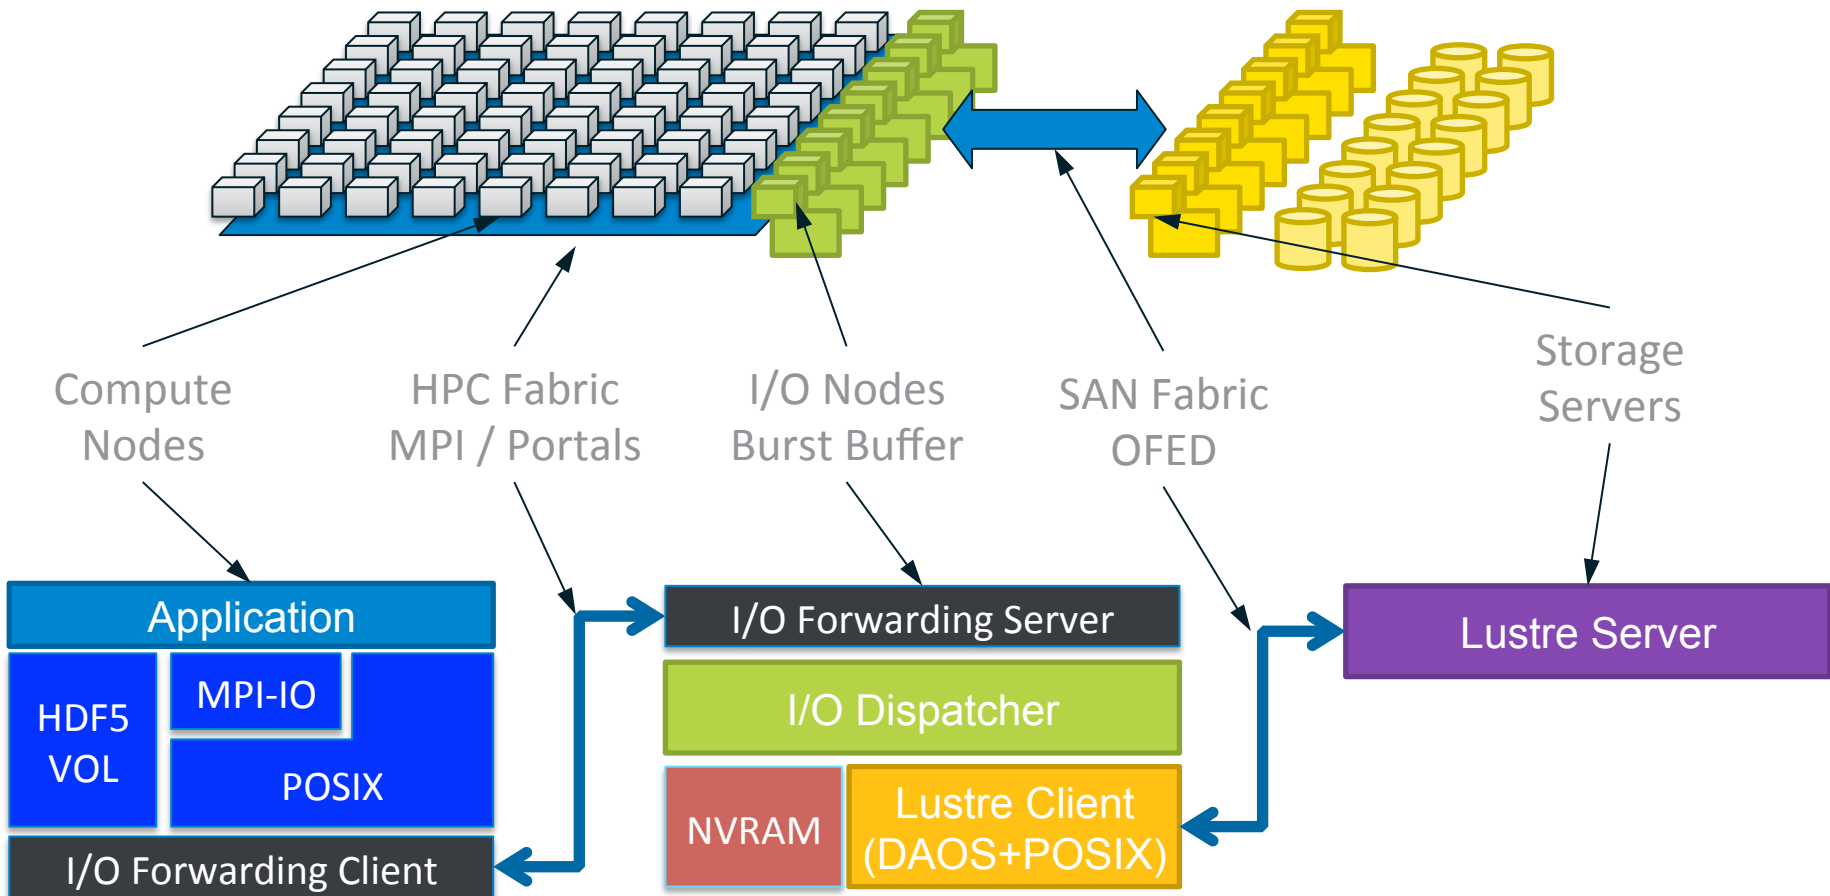 Compute
Nodes
HPC Fabric
MPI / Portals
I/O Nodes
Burst Buffer
SAN Fabric
OFED
Storage
Servers
Application
HDF5
VOL
MPI-IO
POSIX
I/O Forwarding Client
I/O Forwarding Server
I/O Dispatcher
NVRAM
Lustre Client
(DAOS+POSIX)
Lustre Server